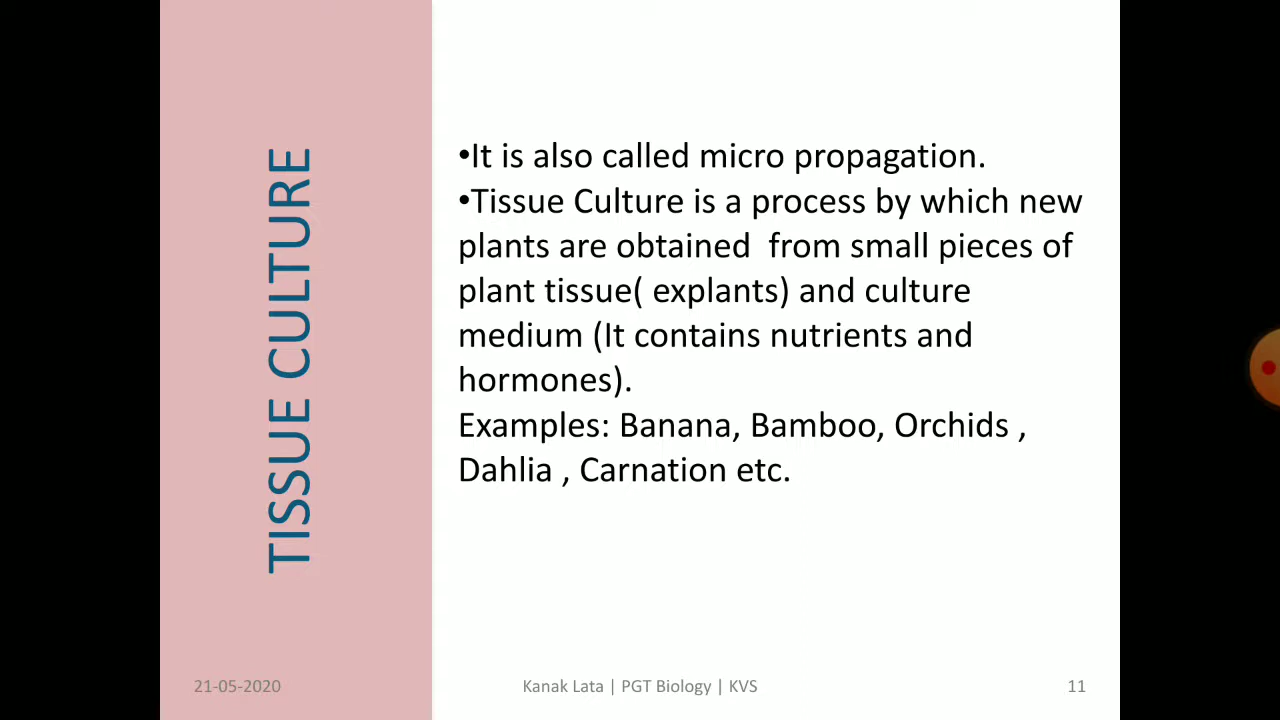 TISSUE CULTURE
•It is also called micro propagation.
•Tissue Culture is a process by which new
plants are obtained  from small pieces of
plant tissue( explants) and culture
medium (It contains nutrients and
hormones).
Examples: Banana, Bamboo, Orchids ,
Dahlia , Carnation etc.
21-05-2020
Kanak Lata | PGT Biology | KVS
11